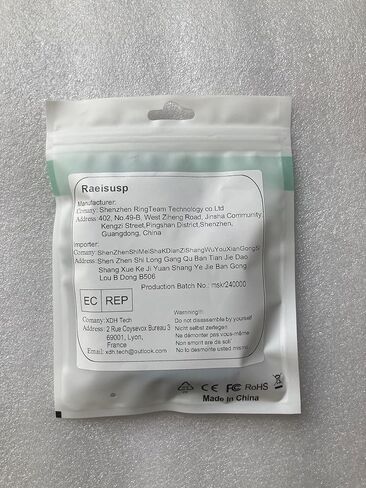 Raeisusp
Manufacturer:
Comany: Shenzhen RingTeam Technology co.Ltd
Address: 402, No.49-B, West Ziheng Road, Jinsha Community
Kengzi Street,Pingshan District,Shenzhen,
Guangdong, China
Importer:
Comany: ShenZhenShiMeiShaKDianZiShangWuYouXianGongSi
Address: Shen Zhen Shi Long Gang Qu Ban Tian Jie Dao
Shang Xue Ke Ji Yuan Shang Ye Jie Ban Gong
Lou B Dong B506
Production Batch No.: mskr240000
EC REP
Comany: XDH Tech
Address: 2 Rue Coysevox Bureau 3
69001, Lyon,
France
Email: xdh.tech@outlook.com
Warning:
Do not disassemble by yourself
Nicht selbst zerlegen
Ne démonter pas vous-même
Non smont are da soli
No lo desmonte usted mismo
CE FC RoHS
Made In China